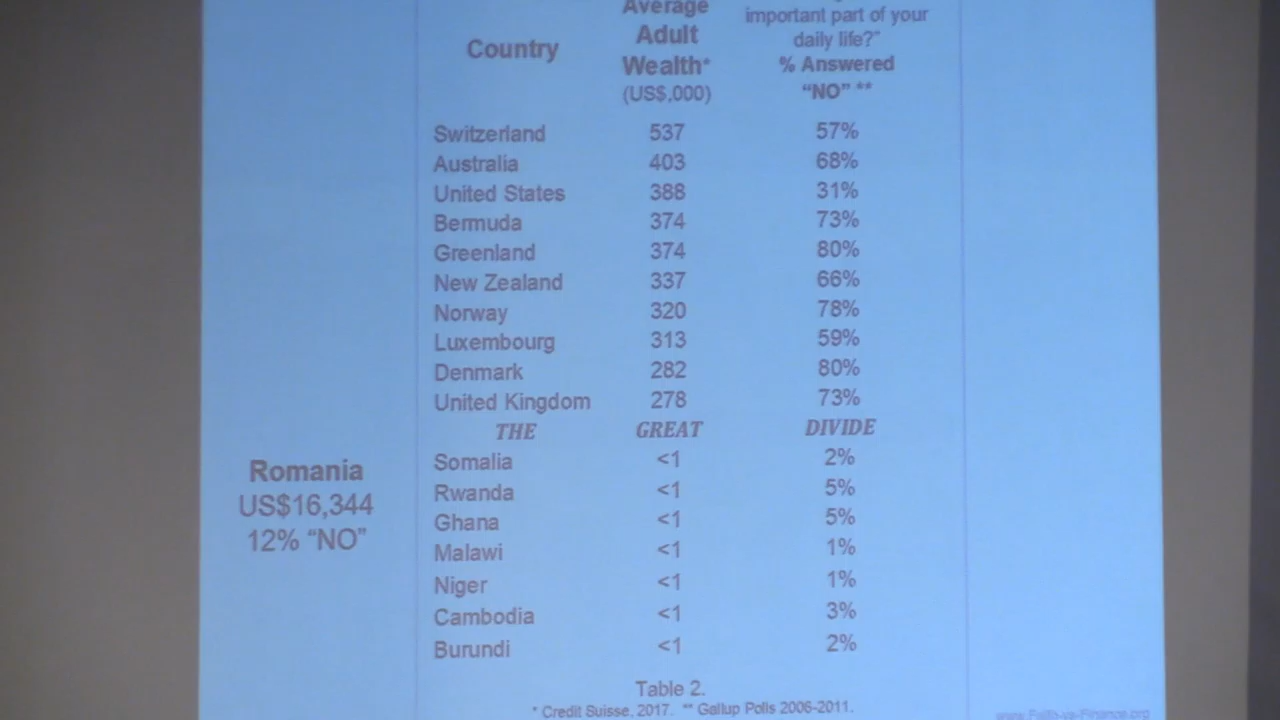 Average
Adult
Wealth*
(US$,000)
Country
important part of your
daily life?"
% Answered
“NO” **
Switzerland 537 57%
Australia 403 68%
United States 388 31%
Bermuda 374 73%
Greenland 374 80%
New Zealand 337 66%
Norway 320 78%
Luxembourg 313 59%
Denmark 282 80%
United Kingdom 278 73%
THE GREAT DIVIDE
Somalia <1 2%
Rwanda <1 5%
Ghana <1 5%
Malawi <1 1%
Niger <1 1%
Cambodia <1 3%
Burundi <1 2%
Romania
US$16,344
12% “NO”
Table 2.
* Credit Suisse, 2017. ** Gallup Polls 2006-2011.